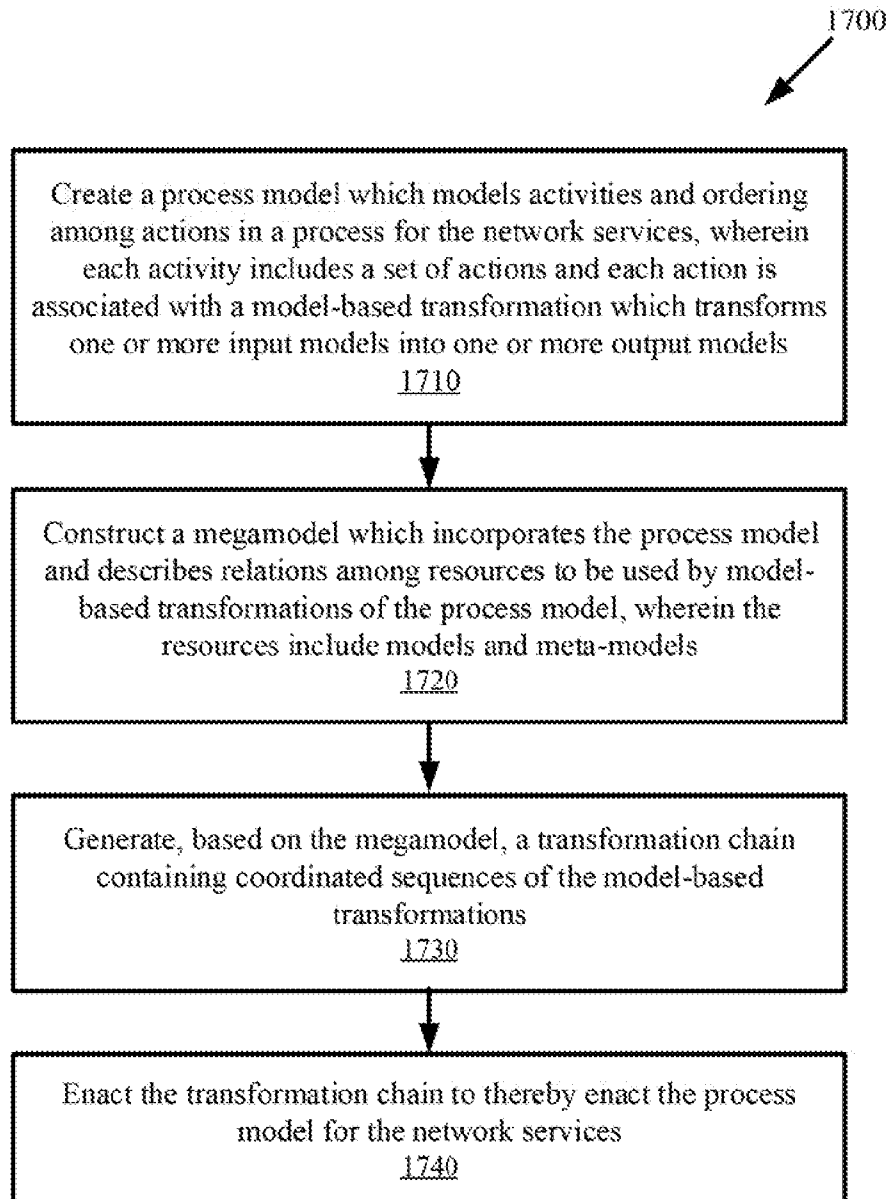 1700
Create a process model which models activities and ordering
among actions in a process for the network services, wherein
each activity includes a set of actions and each action is
associated with a model-based transformation which transforms
one or more input models into one or more output models
1710
Construct a megamodel which incorporates the process model
and describes relations among resources to be used by model-
based transformations of the process model, wherein the
resources include models and meta-models
1720
Generate, based on the megamodel, a transformation chain
containing coordinated sequences of the model-based
transformations
1730
Enact the transformation chain to thereby enact the process
model for the network services
1740